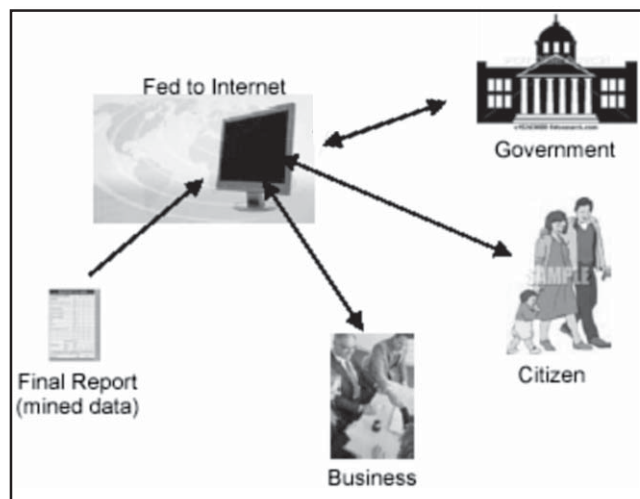 Fed to Internet
Government
SAMPLE
Citizen
Final Report
(mined data)
Business